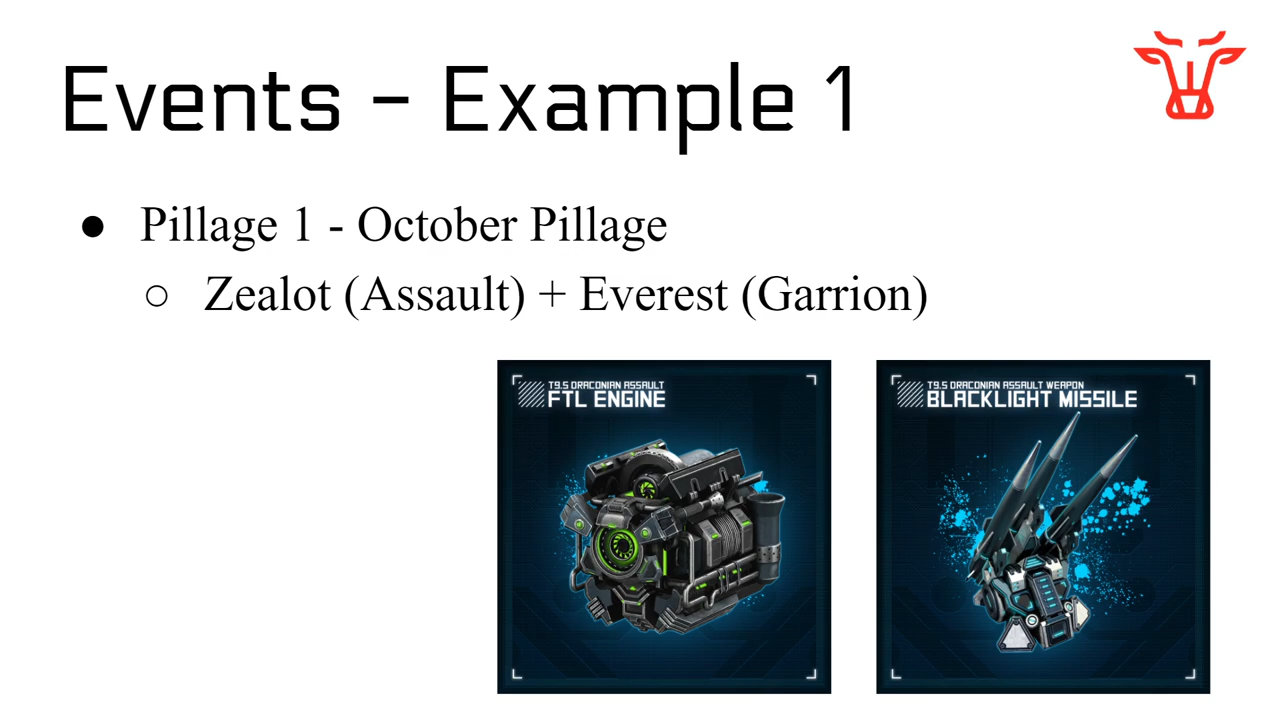 Events - Example 1
● Pillage 1 - October Pillage
○ Zealot (Assault) + Everest (Garrion)
T9.5 DRACONIAN ASSAULT
FTL ENGINE
T9.5 DRACONIAN ASSAULT WEAPON
BLACKLIGHT MISSILE